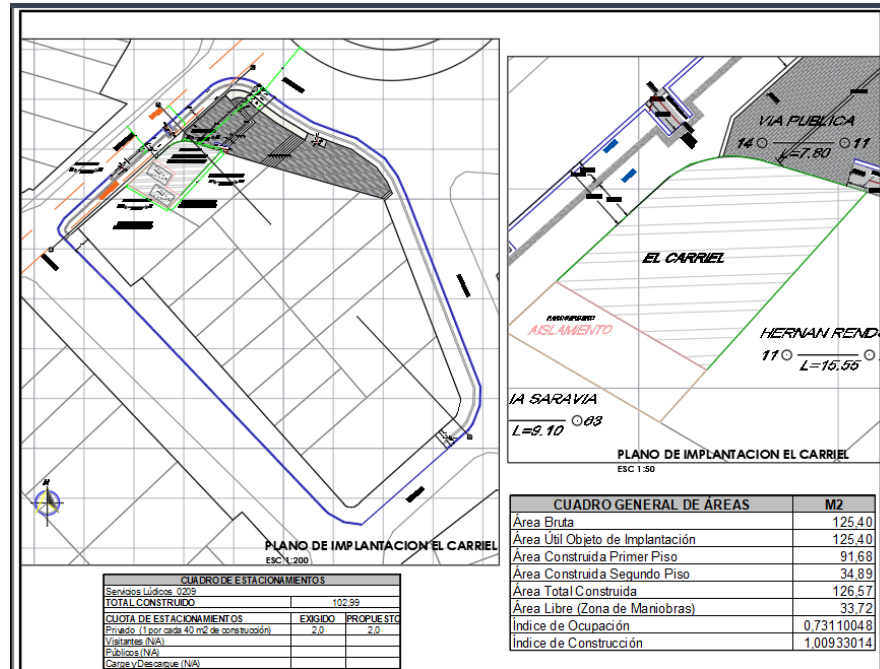 PLANO DE IMPLANTACION EL CARRIEL
ESC 1:200
VIA PUBLICA
14 11
L=7.80
EL CARRIEL
AISLAMIENTO
HERNAN REND
11
L=15.55
IA SARAVIA
L=9.10 63
PLANO DE IMPLANTACION EL CARRIEL
ESC 1:50
CUADRO GENERAL DE ÁREAS M2
Área Bruta 125,40
Área Útil Objeto de Implantación 125,40
Área Construida Primer Piso 91,68
Área Construida Segundo Piso 34,89
Área Total Construida 126,57
Área Libre (Zona de Maniobras) 33,72
Índice de Ocupación 0,73110048
Índice de Construcción 1,00933014
CUADRO DE ESTACIONAMIENTOS
Servicios Lúdicos 0209
TOTAL CONSTRUIDO 102,99
CUOTA DE ESTACIONAMIENTOS EXIGIDO PROPUESTO
Privado (1 por cada 40 m2 de construcción) 2,0 2,0
Visitantes (N/A)
Públicos (N/A)
Cargue y Descargue (N/A)